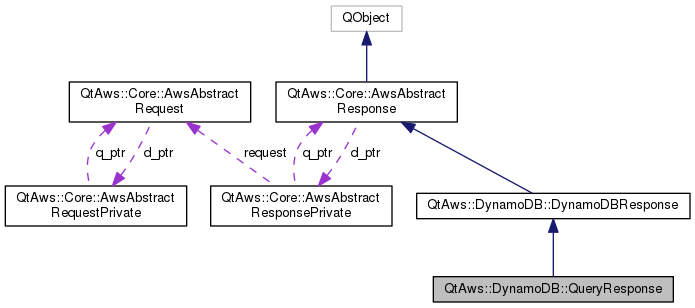 QObject
QtAws::Core::AwsAbstract
Request
QtAws::Core::AwsAbstract
Response
q_ptr
d_ptr
request
q_ptr
d_ptr
QtAws::Core::AwsAbstract
RequestPrivate
QtAws::Core::AwsAbstract
ResponsePrivate
QtAws::DynamoDB::DynamoDBResponse
QtAws::DynamoDB::QueryResponse